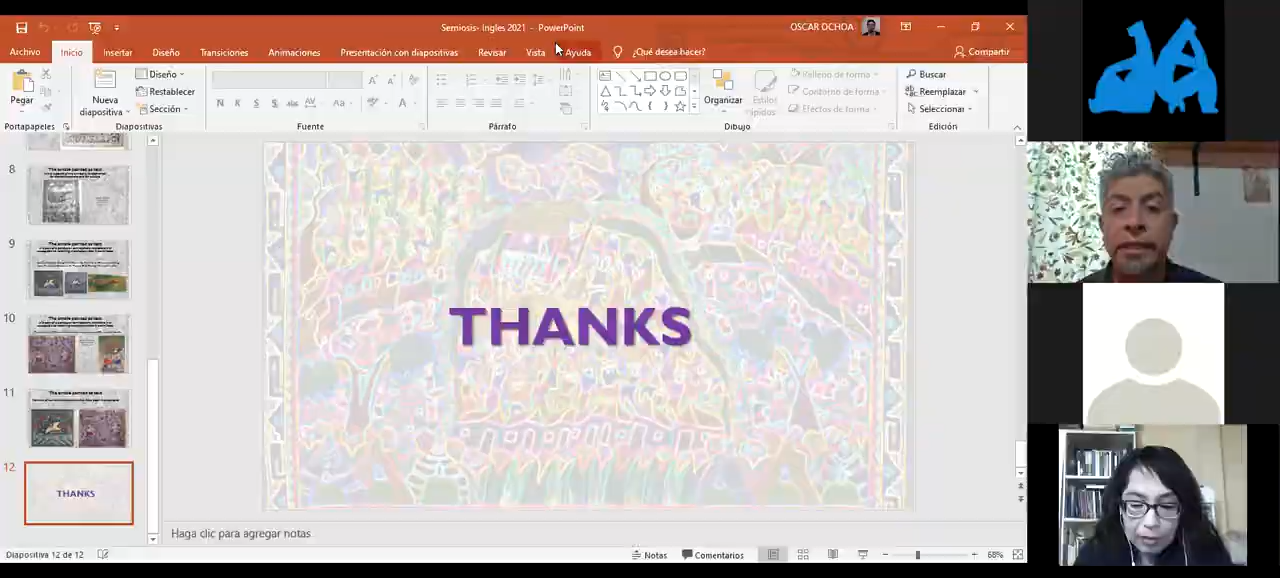 Semiosis- Ingles 2021 - PowerPoint
OSCAR OCHOA
Archivo Inicio Insertar Diseño Transiciones Animaciones Presentación con diapositivas Revisar Vista Ayuda ¿Qué desea hacer? Compartir
Pegar
Nueva diapositiva
Diseño
Restablecer
Sección
N K S S abc AV Aa A
Organizar
Estilos rápidos
Relleno de forma
Contorno de forma
Efectos de forma
Buscar
Reemplazar
Seleccionar
Portapapeles Diapositivas Fuente Párrafo Dibujo Edición
8
9
10
11
12
THANKS
THANKS
Haga clic para agregar notas
Diapositiva 12 de 12
Notas Comentarios 68%